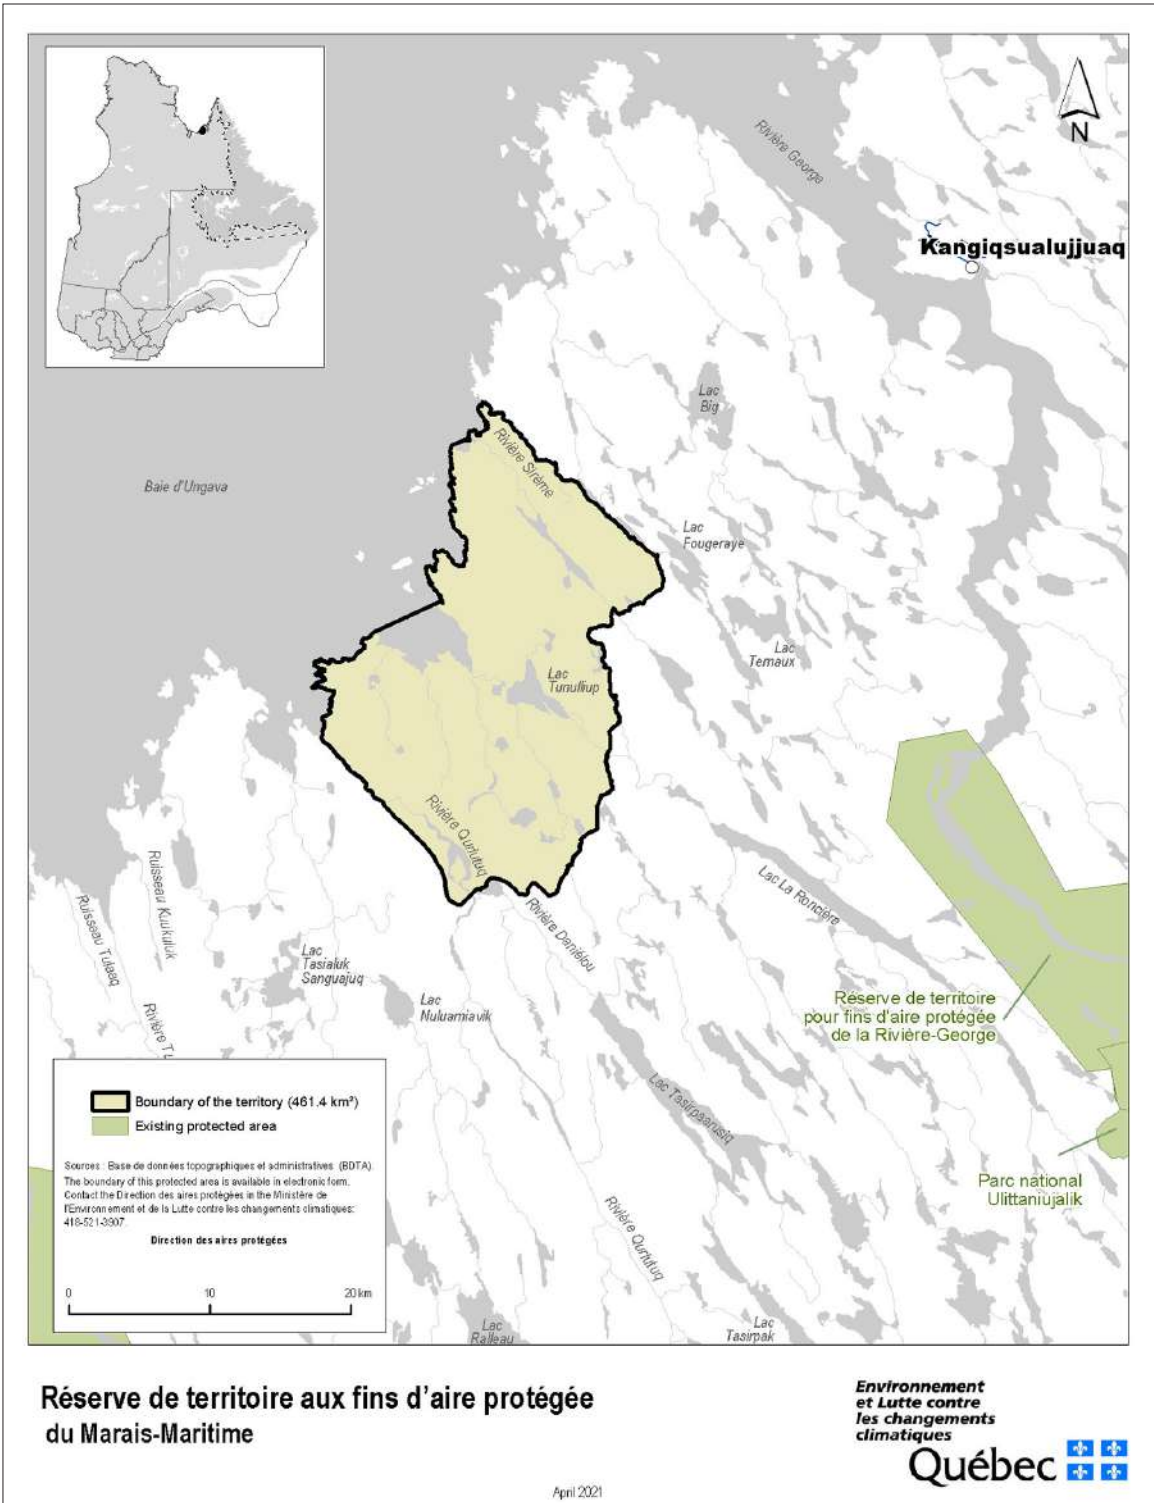 Rivière George
N
Kangiqsualujjuaq
Lac
Big
Rivière Sirème
Baie d'Ungava
Lac
Fougeraye
Lac
Ternaux
Lac
Tunulliup
Rivière Qurlutuq
Ruisseau Kuukuluk
Ruisseau Tulaaq
Rivière Daniélou
Lac La Roncière
Lac
Tasialuk
Sanguajuq
Lac
Nuluarniavik
Rivière Tu
Réserve de territoire
pour fins d'aire protégée
de la Rivière-George
Lac Tasirpaarusiq
Parc national
Ulittaniujalik
Rivière Qurlutuq
Lac
Ralleau
Lac
Tasirpak
Boundary of the territory (461.4 km²)
Existing protected area
Sources : Base de données topographiques et administratives (BDTA).
The boundary of this protected area is available in electronic form.
Contact the Direction des aires protégées in the Ministère de
l'Environnement et de la Lutte contre les changements climatiques:
418-521-3907.
Direction des aires protégées
0 10 20 km
Réserve de territoire aux fins d'aire protégée
du Marais-Maritime
Environnement
et Lutte contre
les changements
climatiques
Québec
April 2021